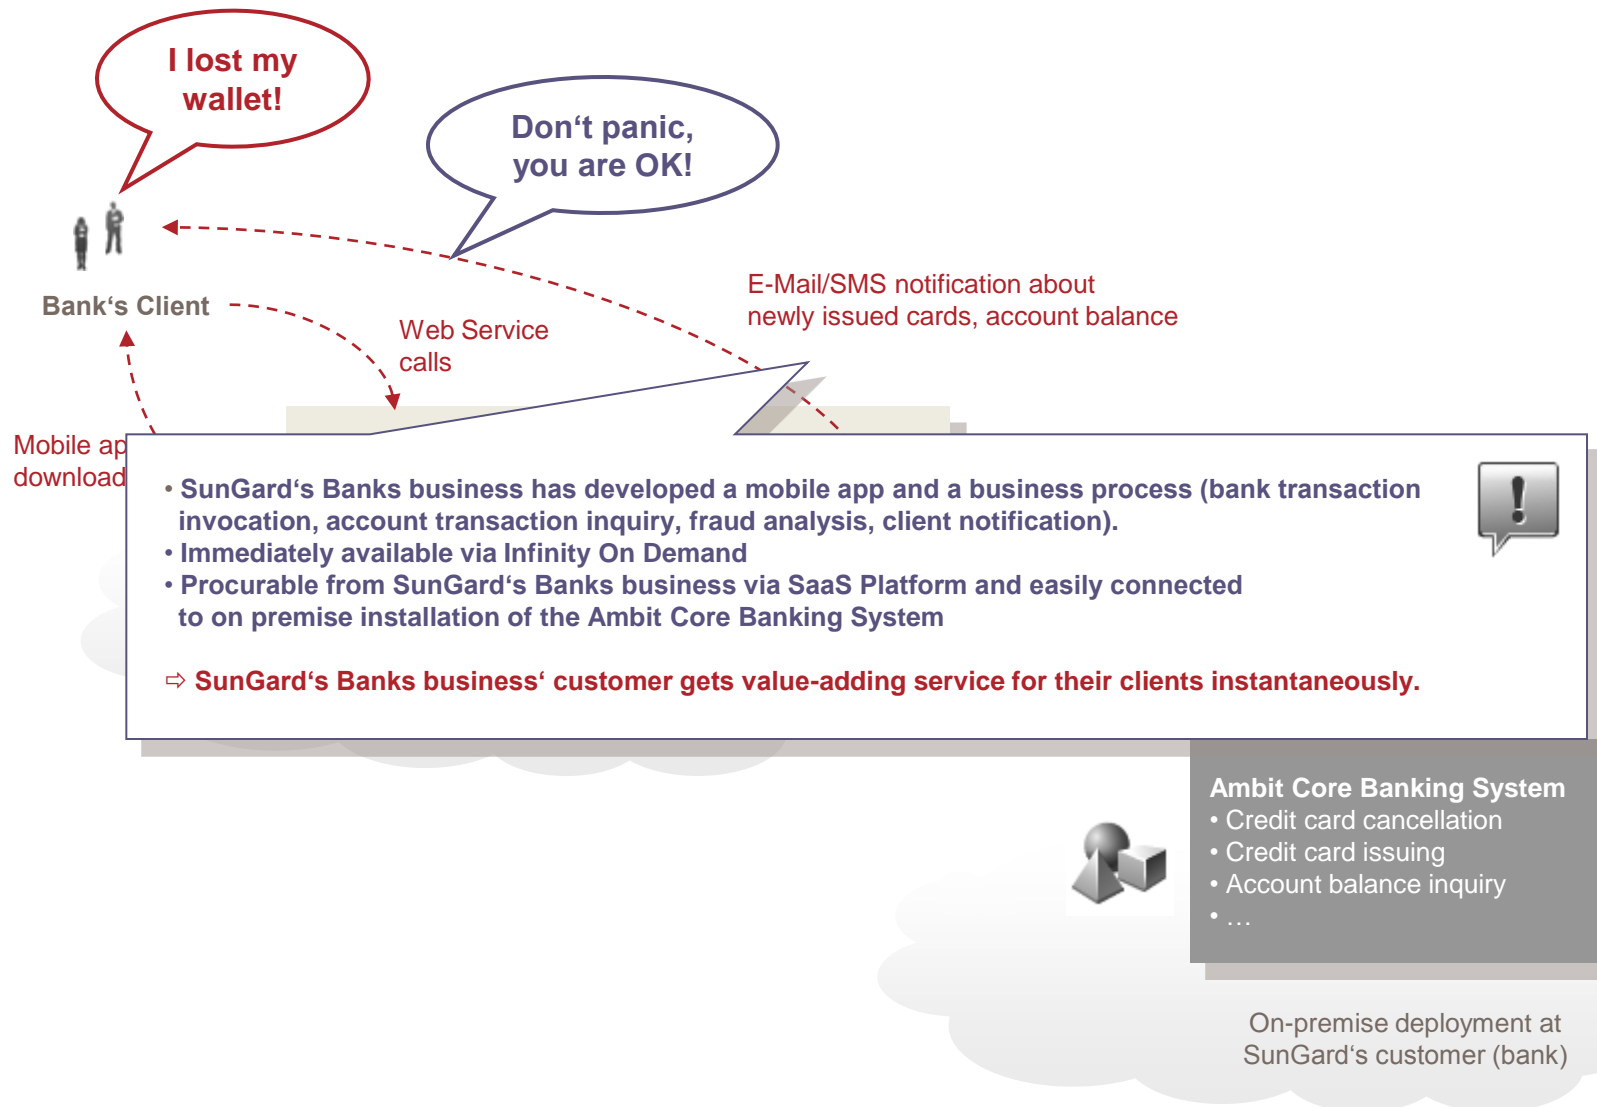 I lost my
wallet!
Don‘t panic,
you are OK!
Bank‘s Client
Web Service
calls
E-Mail/SMS notification about
newly issued cards, account balance
Mobile
download
• SunGard‘s Banks business has developed a mobile app and a business process (bank transaction
invocation, account transaction inquiry, fraud analysis, client notification).
• Immediately available via Infinity On Demand
• Procurable from SunGard‘s Banks business via SaaS Platform and easily connected
to on premise installation of the Ambit Core Banking System
⇨ SunGard‘s Banks business‘ customer gets value-adding service for their clients instantaneously.
Ambit Core Banking System
• Credit card cancellation
• Credit card issuing
• Account balance inquiry
• …
On-premise deployment at
SunGard‘s customer (bank)